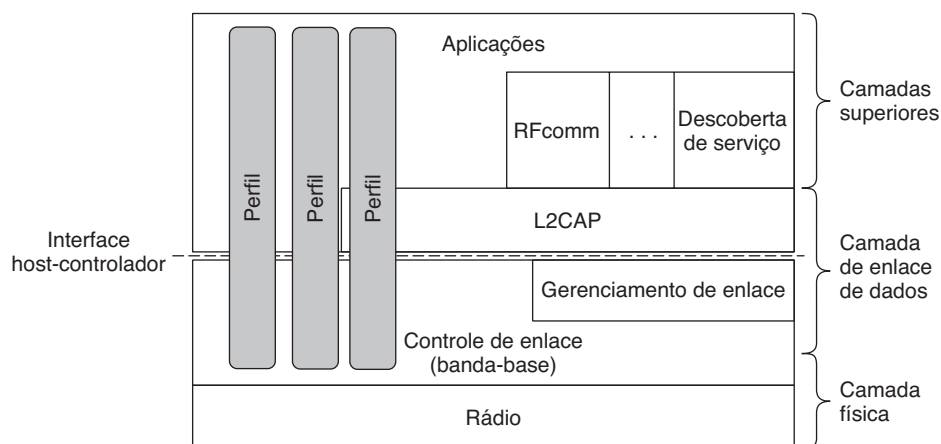 Aplicações
Camadas
superiores
RFcomm
. . .
Descoberta
de serviço
Perfil
Perfil
Perfil
L2CAP
Interface
host-controlador
Camada
de enlace
de dados
Gerenciamento de enlace
Controle de enlace
(banda-base)
Rádio
Camada
física